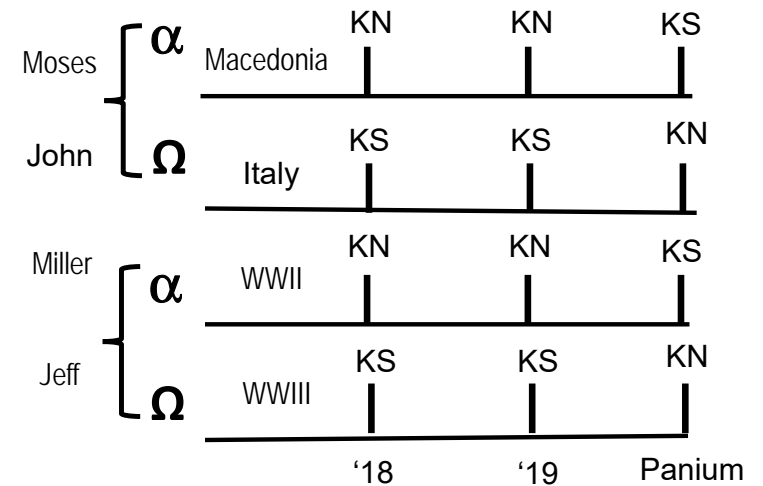 KN KN KS
Moses α Macedonia
KS KS KN
John Ω Italy
KN KN KS
Miller α WWII
KS KS KN
Jeff Ω WWIII
‘18 ‘19 Panium